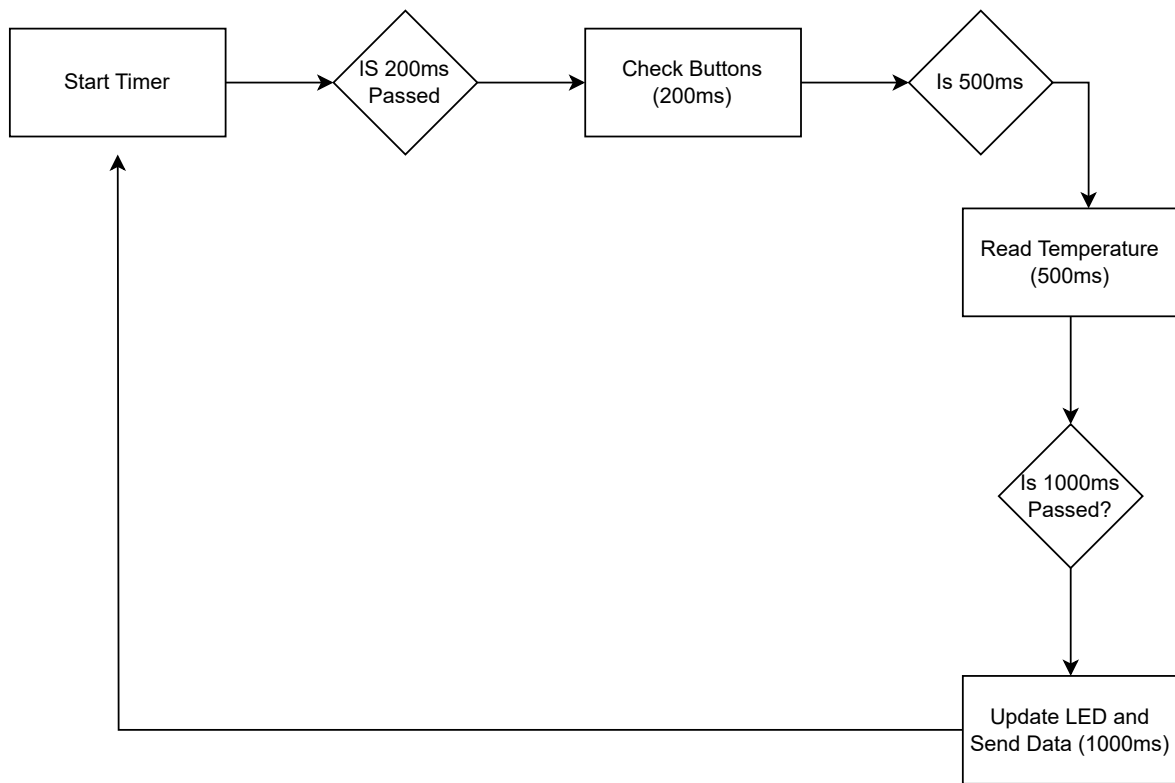 Start Timer
IS 200ms
Passed
Check Buttons
(200ms)
Is 500ms
Read Temperature
(500ms)
Is 1000ms
Passed?
Update LED and
Send Data (1000ms)